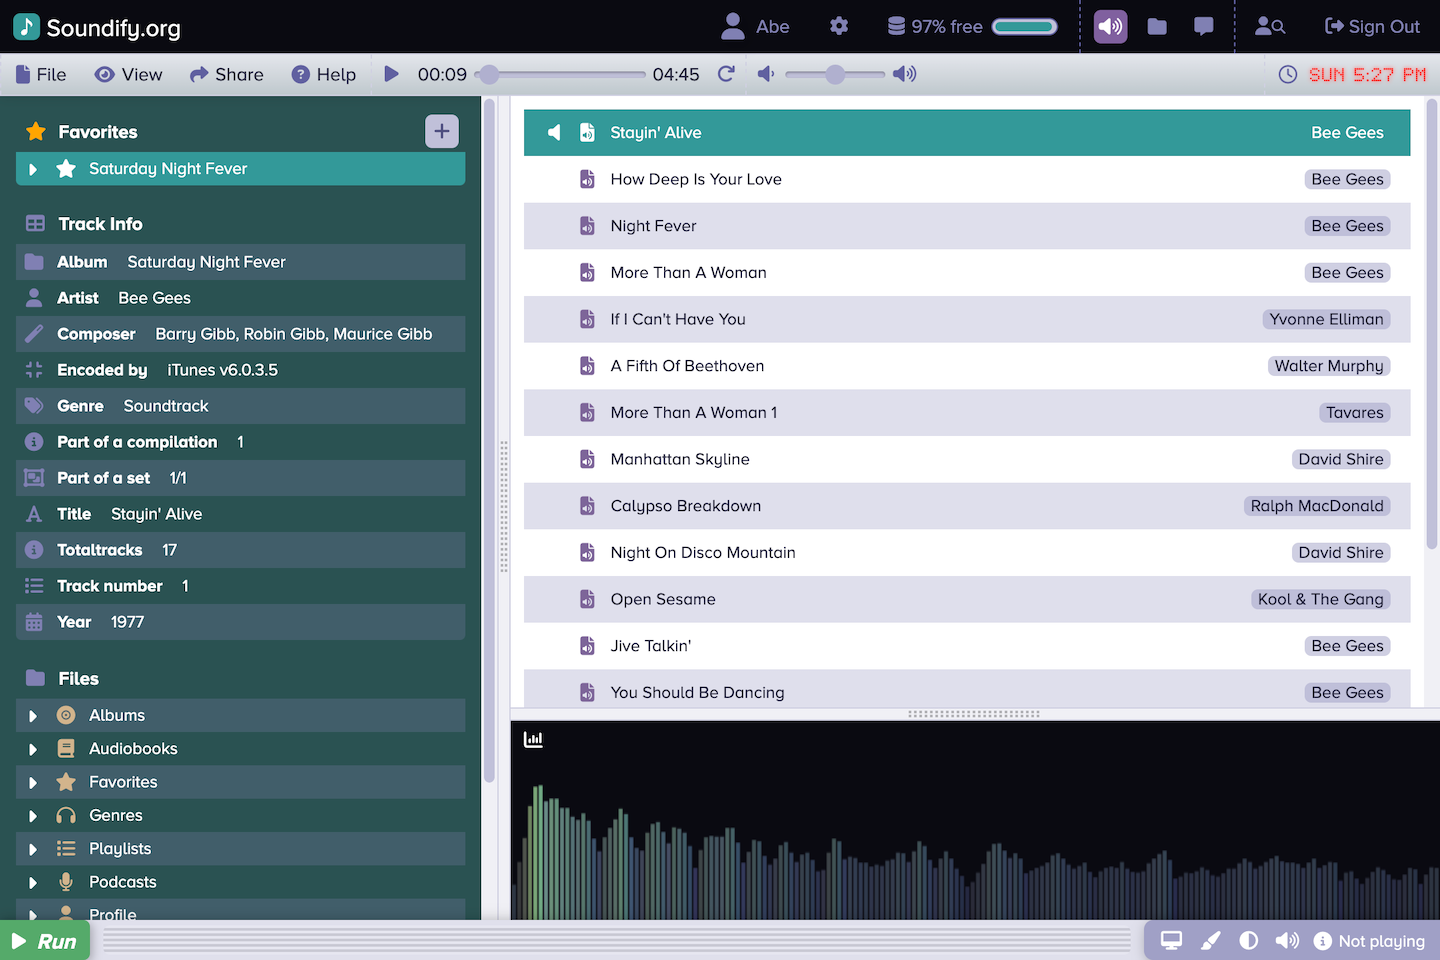 Soundify.org
Abe
97% free
Sign Out
File
View
Share
Help
00:09
04:45
SUN 5:27 PM
Favorites
Saturday Night Fever
Track Info
Album Saturday Night Fever
Artist Bee Gees
Composer Barry Gibb, Robin Gibb, Maurice Gibb
Encoded by iTunes v6.0.3.5
Genre Soundtrack
Part of a compilation 1
Part of a set 1/1
Title Stayin' Alive
Totaltracks 17
Track number 1
Year 1977
Files
Albums
Audiobooks
Favorites
Genres
Playlists
Podcasts
Profile
Stayin' Alive Bee Gees
How Deep Is Your Love Bee Gees
Night Fever Bee Gees
More Than A Woman Bee Gees
If I Can't Have You Yvonne Elliman
A Fifth Of Beethoven Walter Murphy
More Than A Woman 1 Tavares
Manhattan Skyline David Shire
Calypso Breakdown Ralph MacDonald
Night On Disco Mountain David Shire
Open Sesame Kool & The Gang
Jive Talkin' Bee Gees
You Should Be Dancing Bee Gees
Run
Not playing